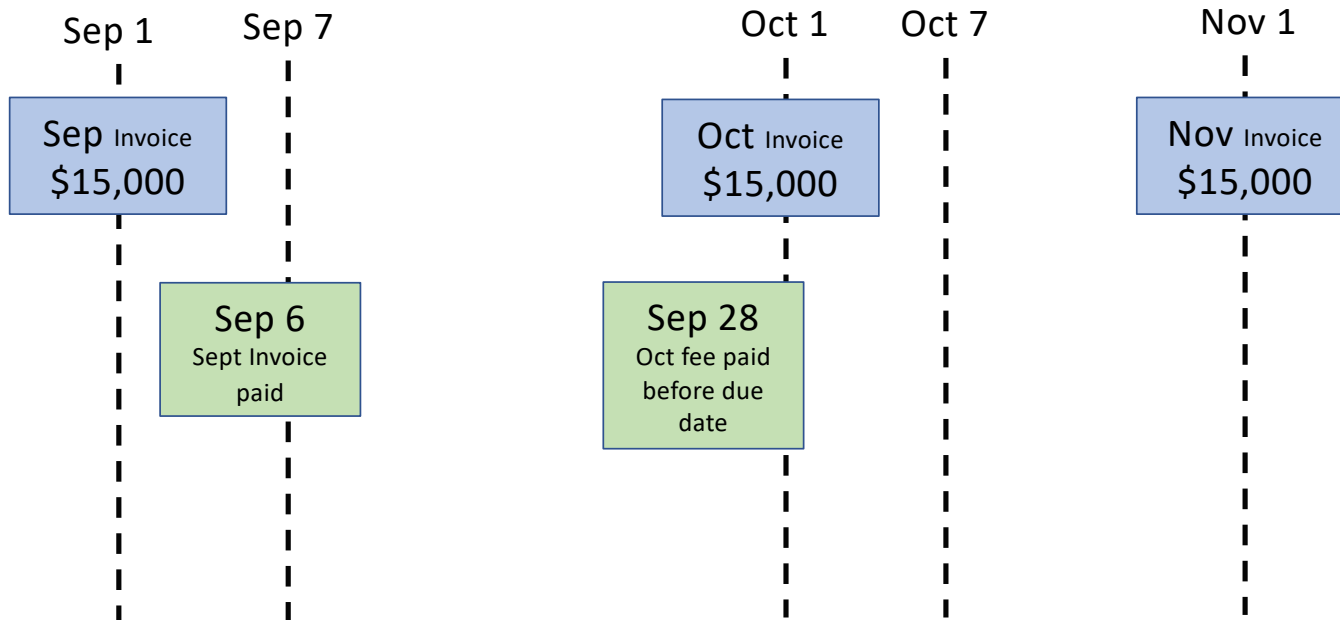 Sep 1
Sep 7
Oct 1
Oct 7
Nov 1
Sep Invoice
$15,000
Oct Invoice
$15,000
Nov Invoice
$15,000
Sep 6
Sept Invoice
paid
Sep 28
Oct fee paid
before due
date